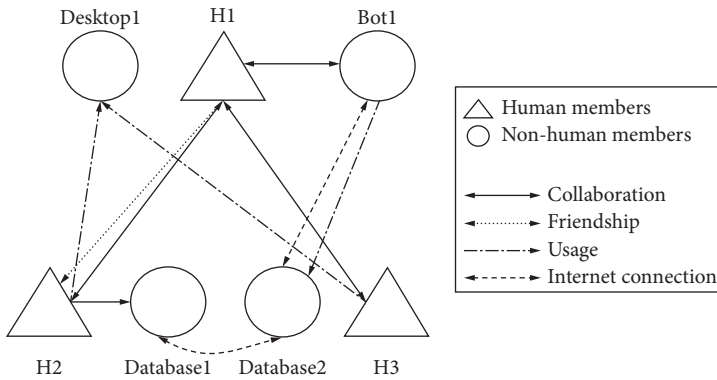 Desktop1 H1 Bot1
Human members
Non-human members
Collaboration
Friendship
Usage
Internet connection
H2 Database1 Database2 H3